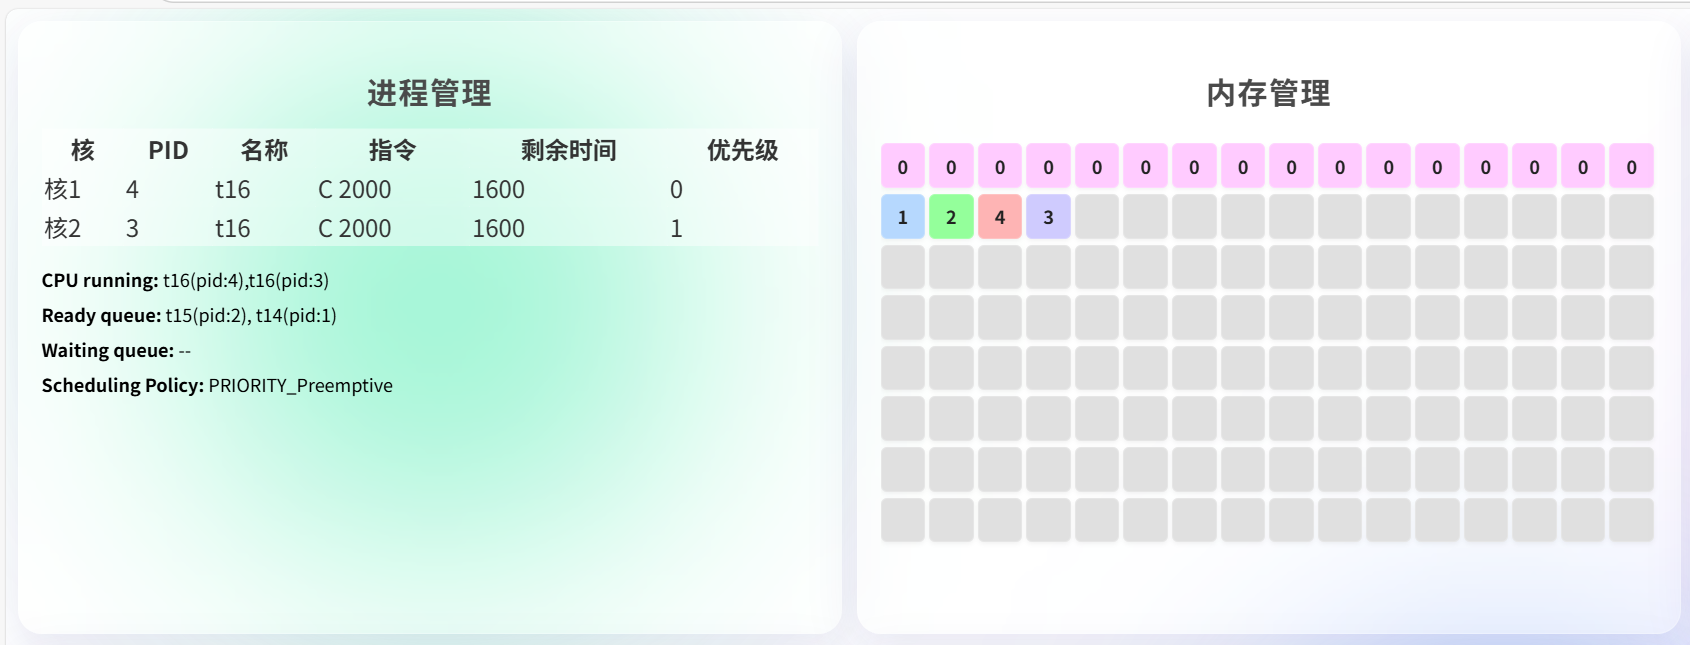 进程管理
核 PID 名称 指令 剩余时间 优先级
核1 4 t16 C 2000 1600 0
核2 3 t16 C 2000 1600 1
CPU running: t16(pid:4),t16(pid:3)
Ready queue: t15(pid:2), t14(pid:1)
Waiting queue: --
Scheduling Policy: PRIORITY_Preemptive
内存管理
0 0 0 0 0 0 0 0 0 0 0 0 0 0 0 0
1 2 4 3